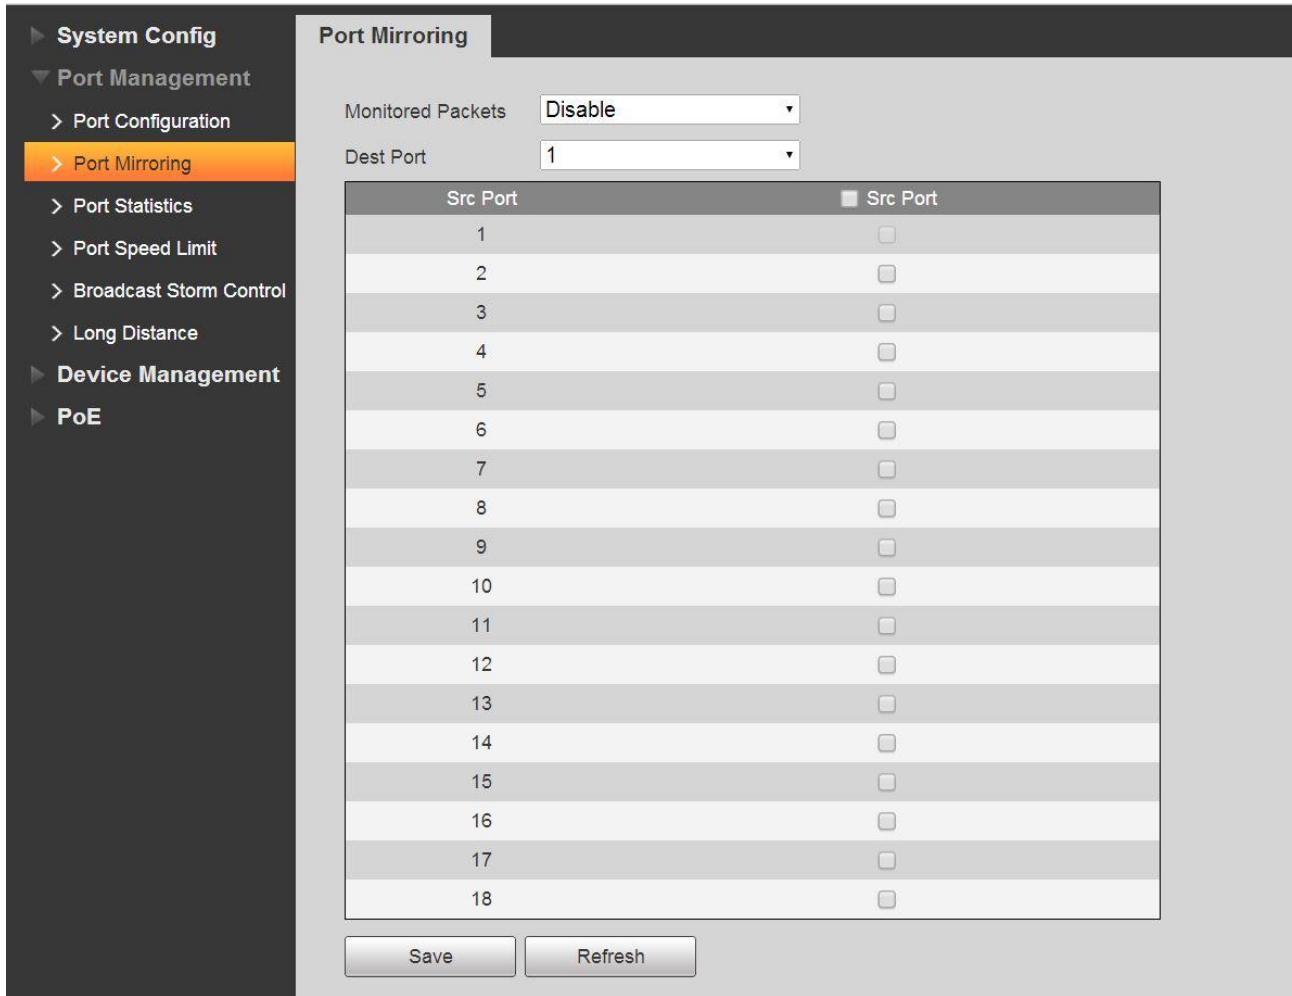 System Config
Port Management
Port Configuration
Port Mirroring
Port Statistics
Port Speed Limit
Broadcast Storm Control
Long Distance
Device Management
PoE
Port Mirroring
Monitored Packets Disable
Dest Port 1
Src Port Src Port
1
2
3
4
5
6
7
8
9
10
11
12
13
14
15
16
17
18
Save Refresh